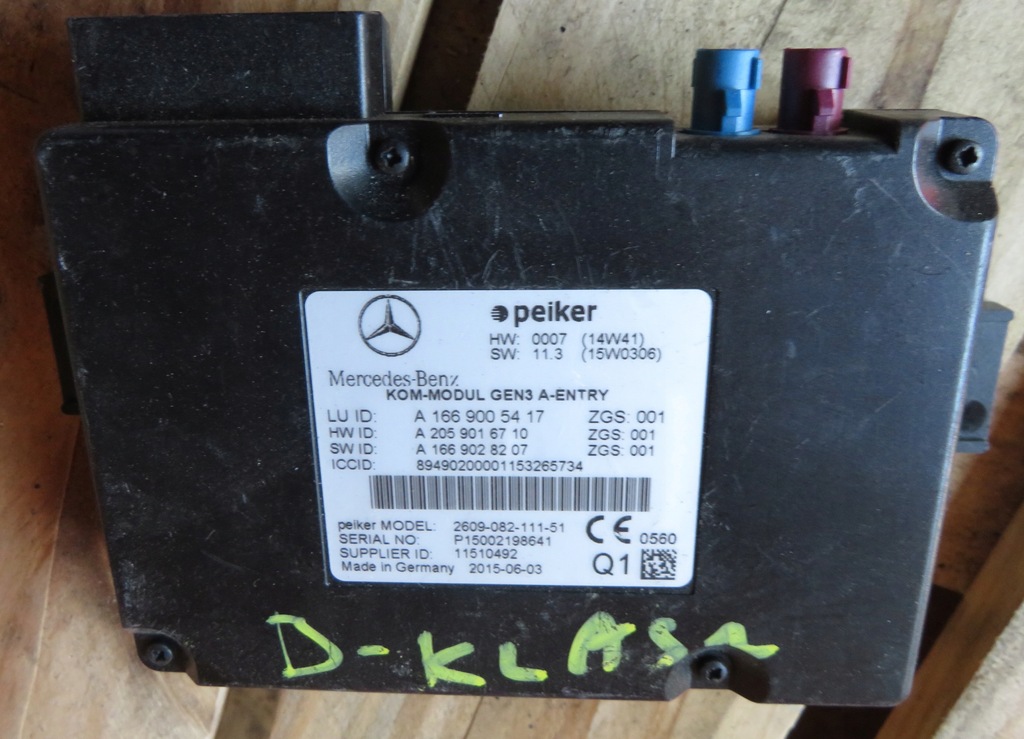 peiker
HW: 0007 (14W41)
SW: 11.3 (15W0306)
Mercedes-Benz
KOM-MODUL GEN3 A-ENTRY
LU ID: A 166 900 54 17 ZGS: 001
HW ID: A 205 901 67 10 ZGS: 001
SW ID: A 166 902 82 07 ZGS: 001
ICCID: 89490200001153265734
peiker MODEL: 2609-082-111-51
SERIAL NO: P15002198641
SUPPLIER ID: 11510492
Made in Germany 2015-06-03
CE 0560
Q1
D-KLASA